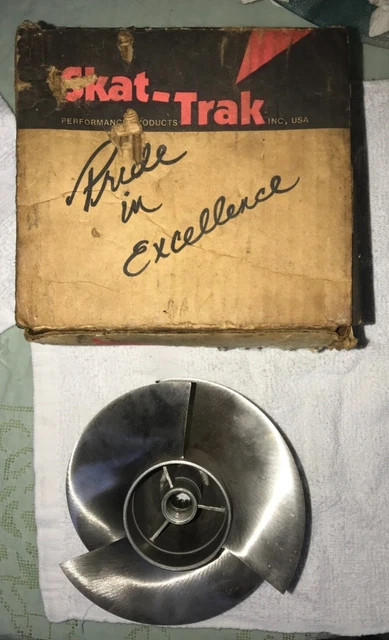 Skat-Trak
PERFORMANCE PRODUCTS INC, USA
Pride
in
Excellence